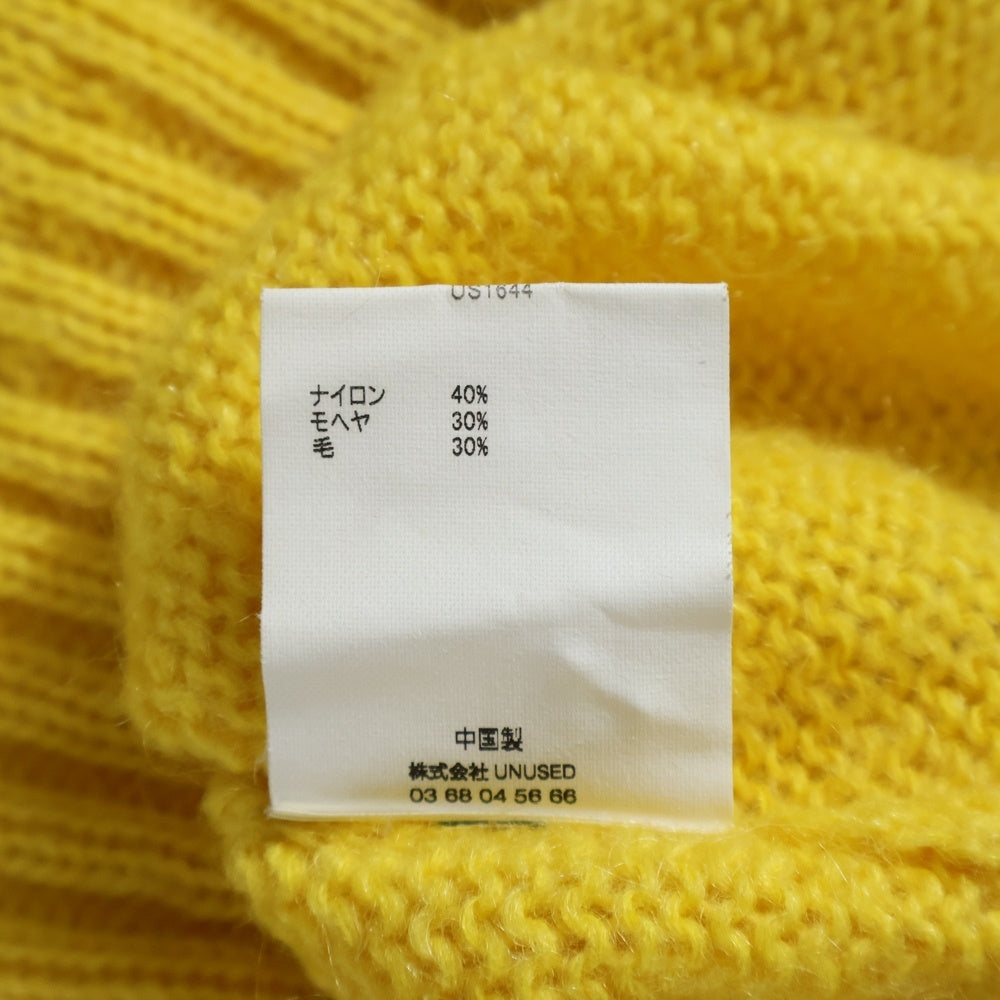 US1644
ナイロン 40%
モヘヤ 30%
毛 30%
中国製
株式会社 UNUSED
03 68 04 56 66